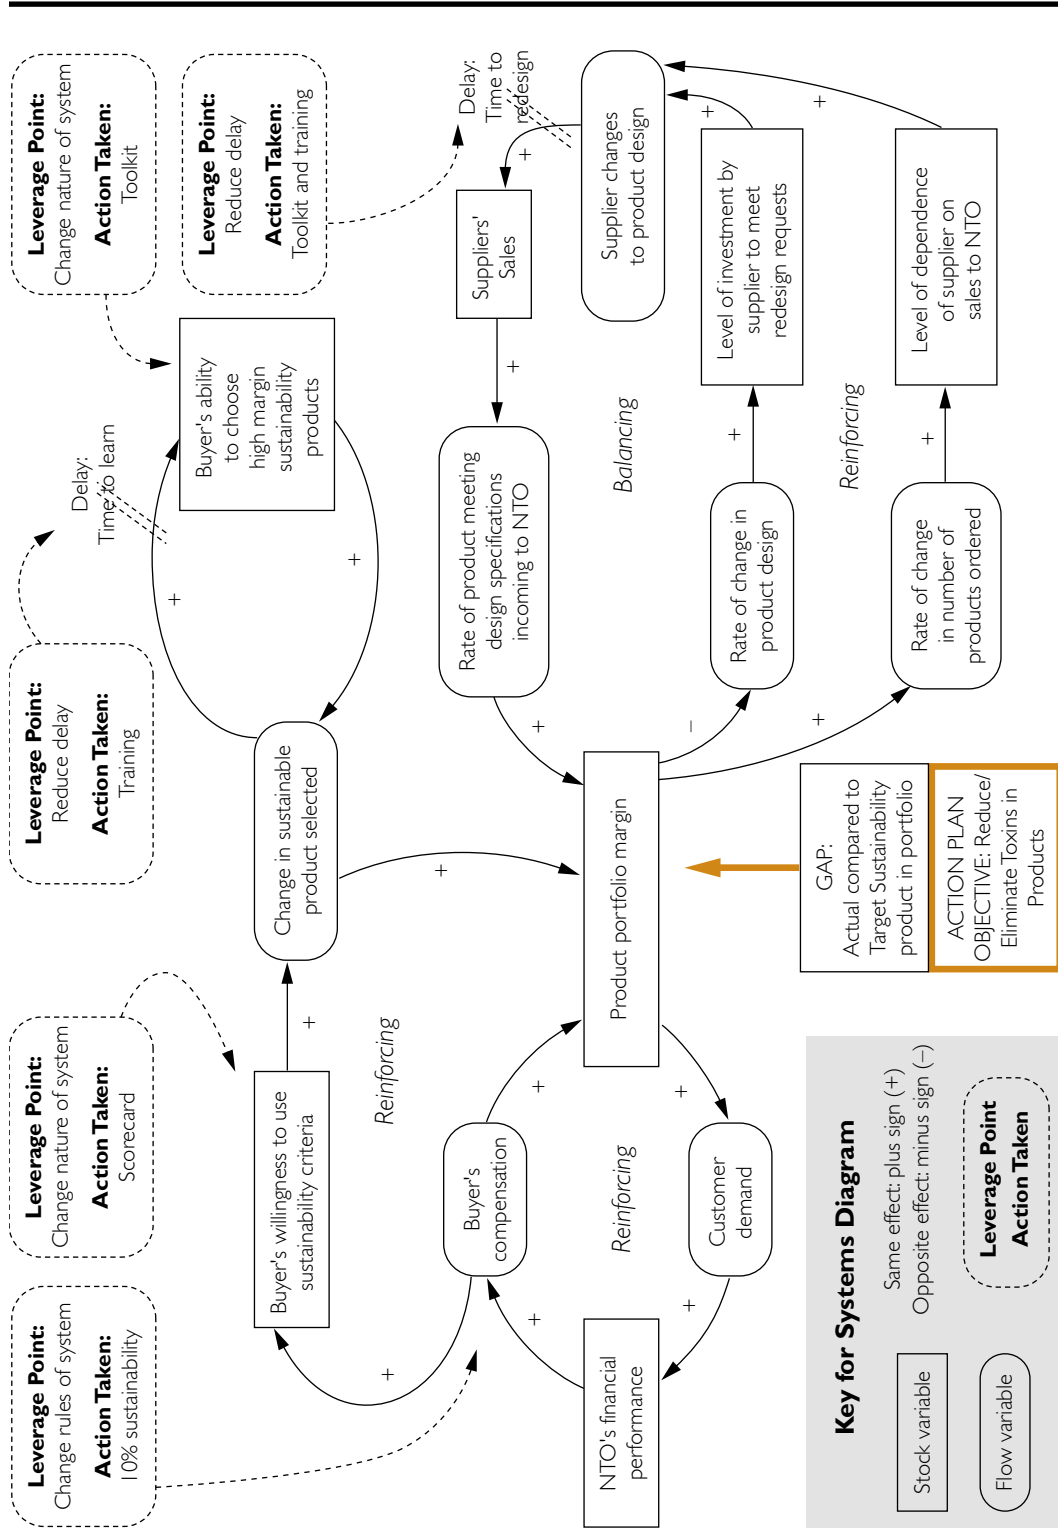 Leverage Point:
Change rules of system
Action Taken:
10% sustainability
Leverage Point:
Change nature of system
Action Taken:
Scorecard
Leverage Point:
Reduce delay
Action Taken:
Training
Leverage Point:
Change nature of system
Action Taken:
Toolkit
Leverage Point:
Reduce delay
Action Taken:
Toolkit and training
Delay:
Time to learn
Delay:
Time to
redesign
Buyer's willingness to use
sustainability criteria
+
Change in sustainable
product selected
+
+
Buyer's ability
to choose
high margin
sustainability
products
+
Reinforcing
+
Buyer's
compensation
+
+
Reinforcing
NTO's financial
performance
+
Customer
demand
+
Product portfolio margin
+
Rate of product meeting
design specifications
incoming to NTO
+
Suppliers'
Sales
+
Supplier changes
to product design
Balancing
–
Rate of change in
product design
+
Level of investment by
supplier to meet
redesign requests
+
Reinforcing
+
Rate of change
in number of
products ordered
+
Level of dependence
of supplier on
sales to NTO
+
GAP:
Actual compared to
Target Sustainability
product in portfolio
ACTION PLAN
OBJECTIVE: Reduce/
Eliminate Toxins in
Products
Key for Systems Diagram
Stock variable
Same effect: plus sign (+)
Opposite effect: minus sign (–)
Flow variable
Leverage Point
Action Taken